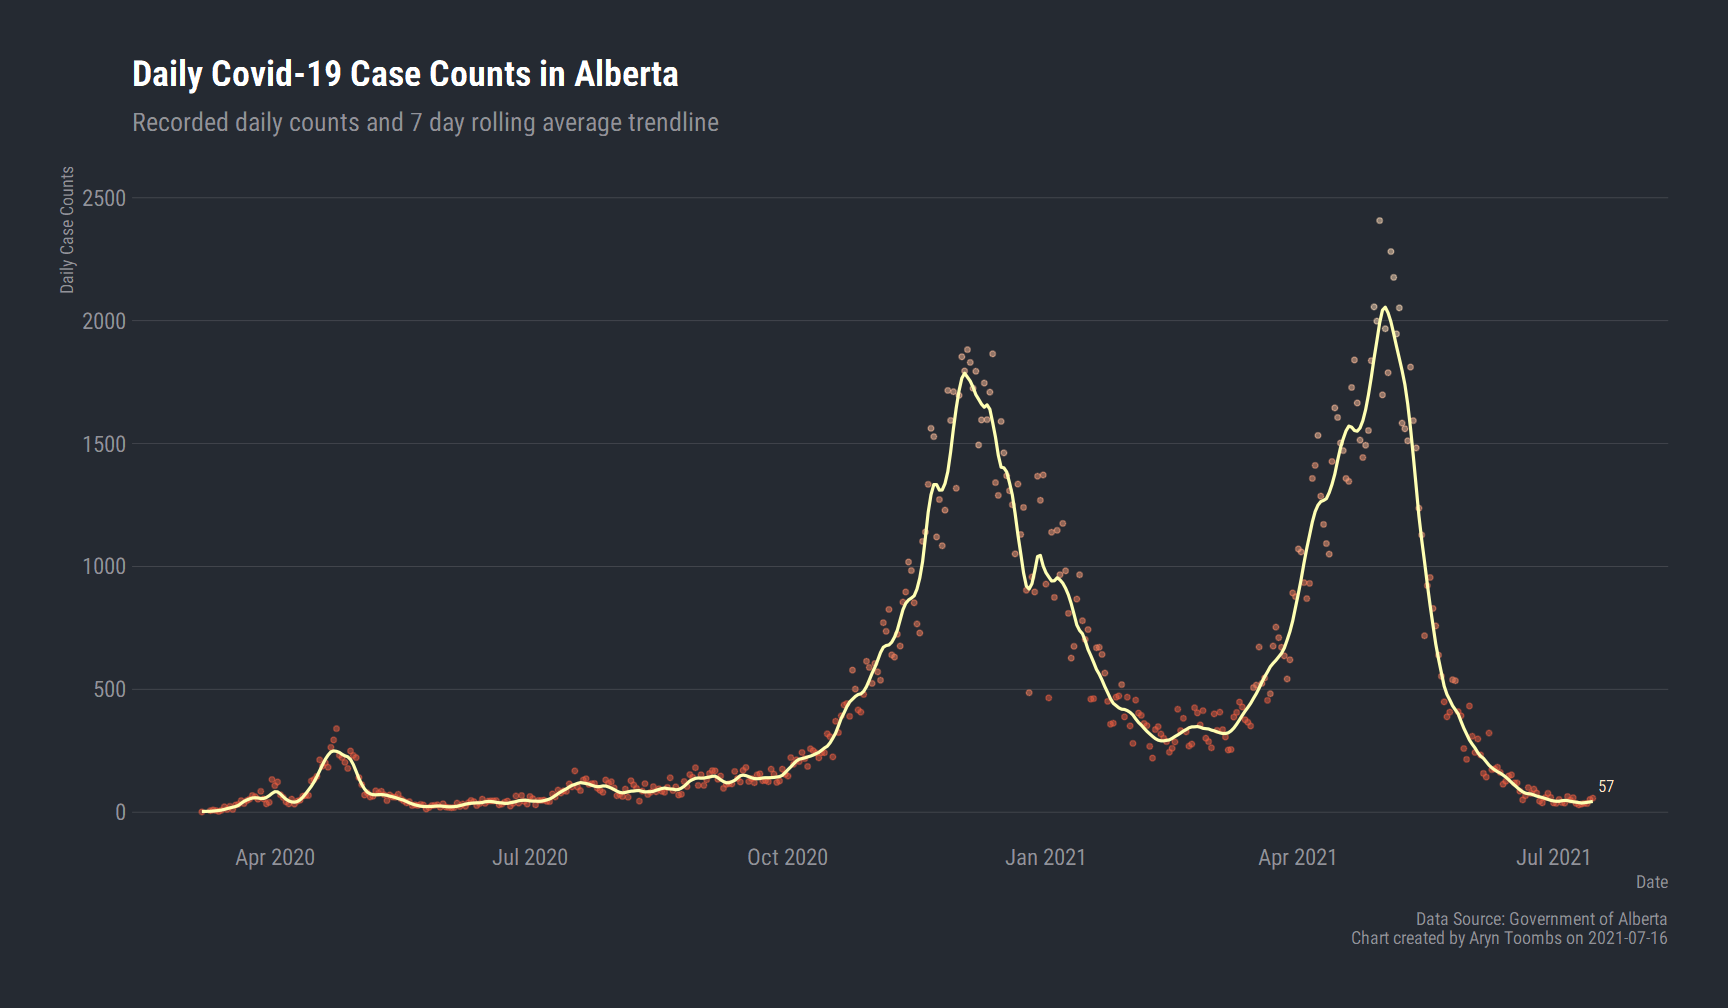 Daily Covid-19 Case Counts in Alberta
Recorded daily counts and 7 day rolling average trendline
Daily Case Counts
2500
2000
1500
1000
500
0
57
Apr 2020
Jul 2020
Oct 2020
Jan 2021
Apr 2021
Jul 2021
Date
Data Source: Government of Alberta
Chart created by Aryn Toombs on 2021-07-16